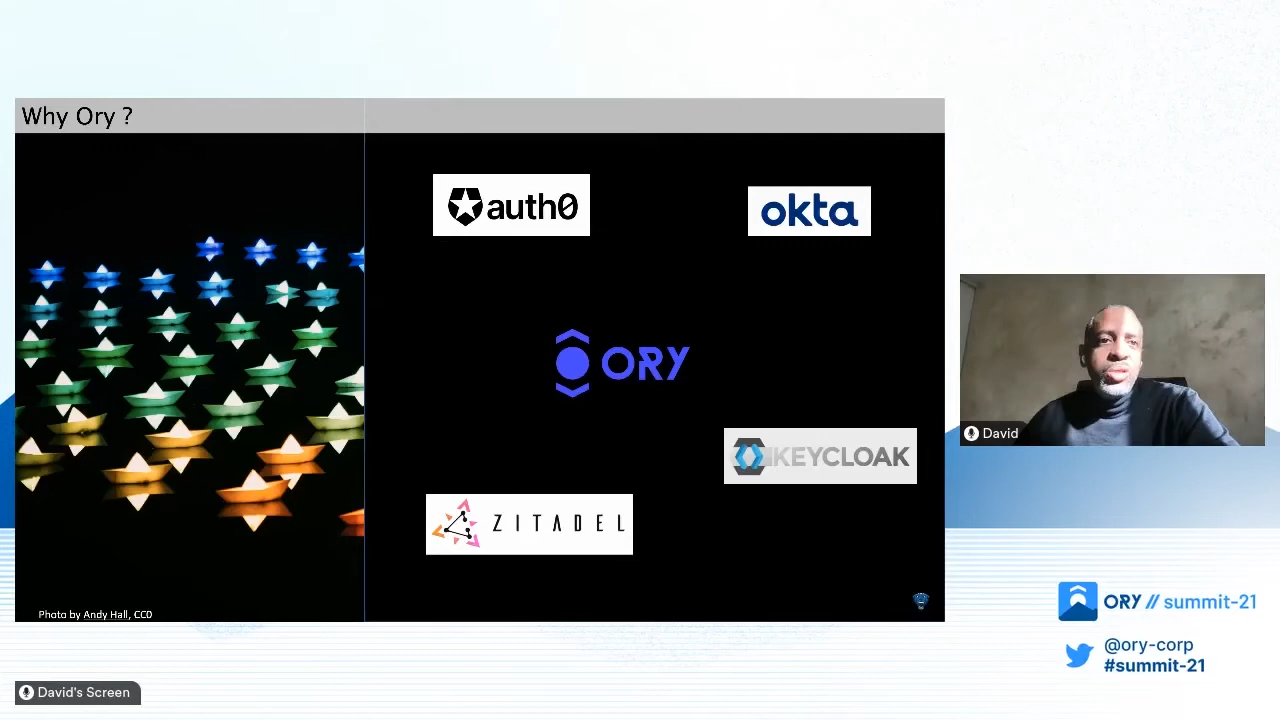 Why Ory ?
auth0
okta
ORY
KEYCLOAK
ZITADEL
Photo by Andy Hall, CC0
David
ORY // summit-21
@ory-corp
#summit-21
David's Screen